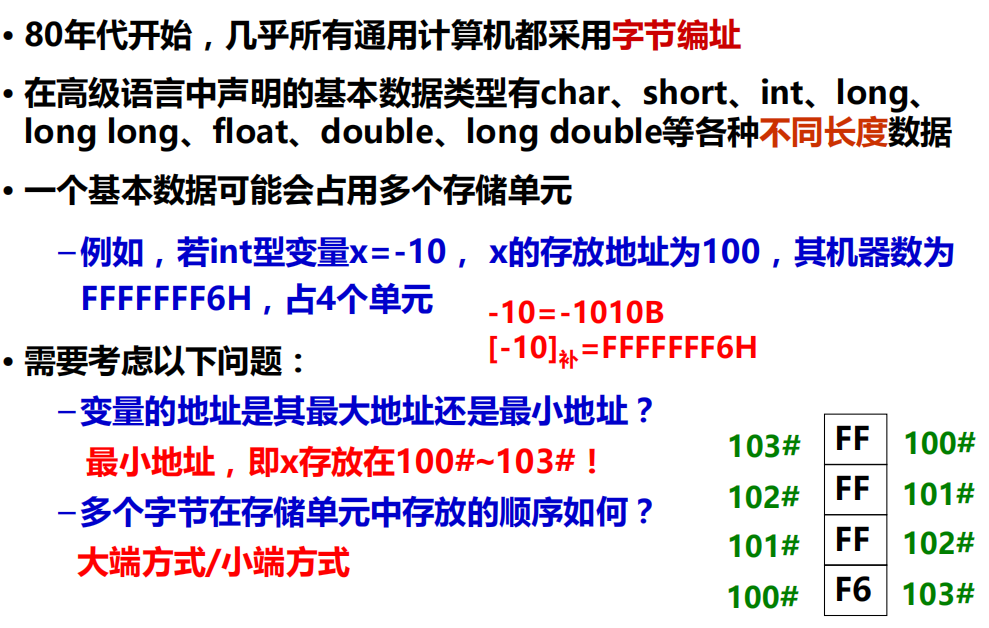 • 80年代开始，几乎所有通用计算机都采用字节编址
• 在高级语言中声明的基本数据类型有char、short、int、long、
long long、float、double、long double等各种不同长度数据
• 一个基本数据可能会占用多个存储单元
–例如，若int型变量x=-10， x的存放地址为100，其机器数为
FFFFFFF6H，占4个单元
-10=-1010B
[-10]补=FFFFFFF6H
• 需要考虑以下问题：
–变量的地址是其最大地址还是最小地址？
最小地址，即x存放在100#~103#！
–多个字节在存储单元中存放的顺序如何？
大端方式/小端方式
103# FF 100#
102# FF 101#
101# FF 102#
100# F6 103#